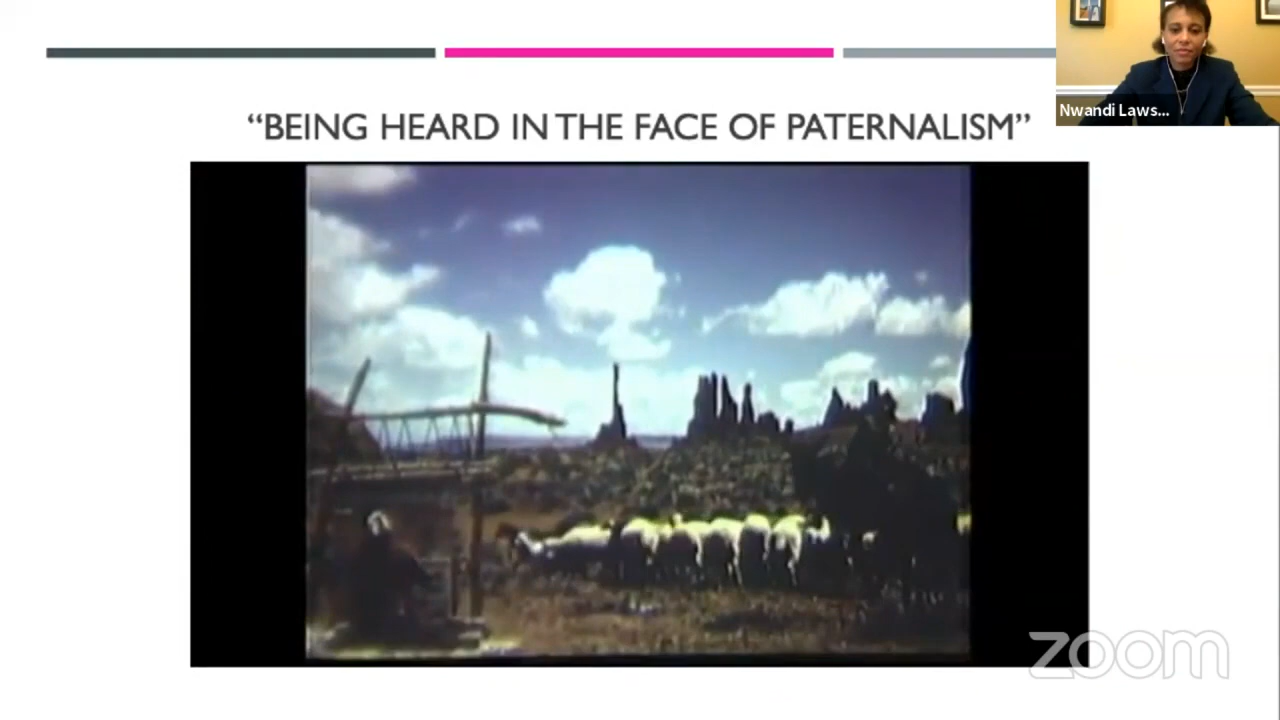 “BEING HEARD IN THE FACE OF PATERNALISM”
Nwandi Laws...
zoom